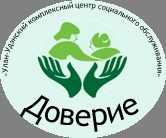 «Улан-Удэнский комплексный центр социального обслуживания»
Доверие